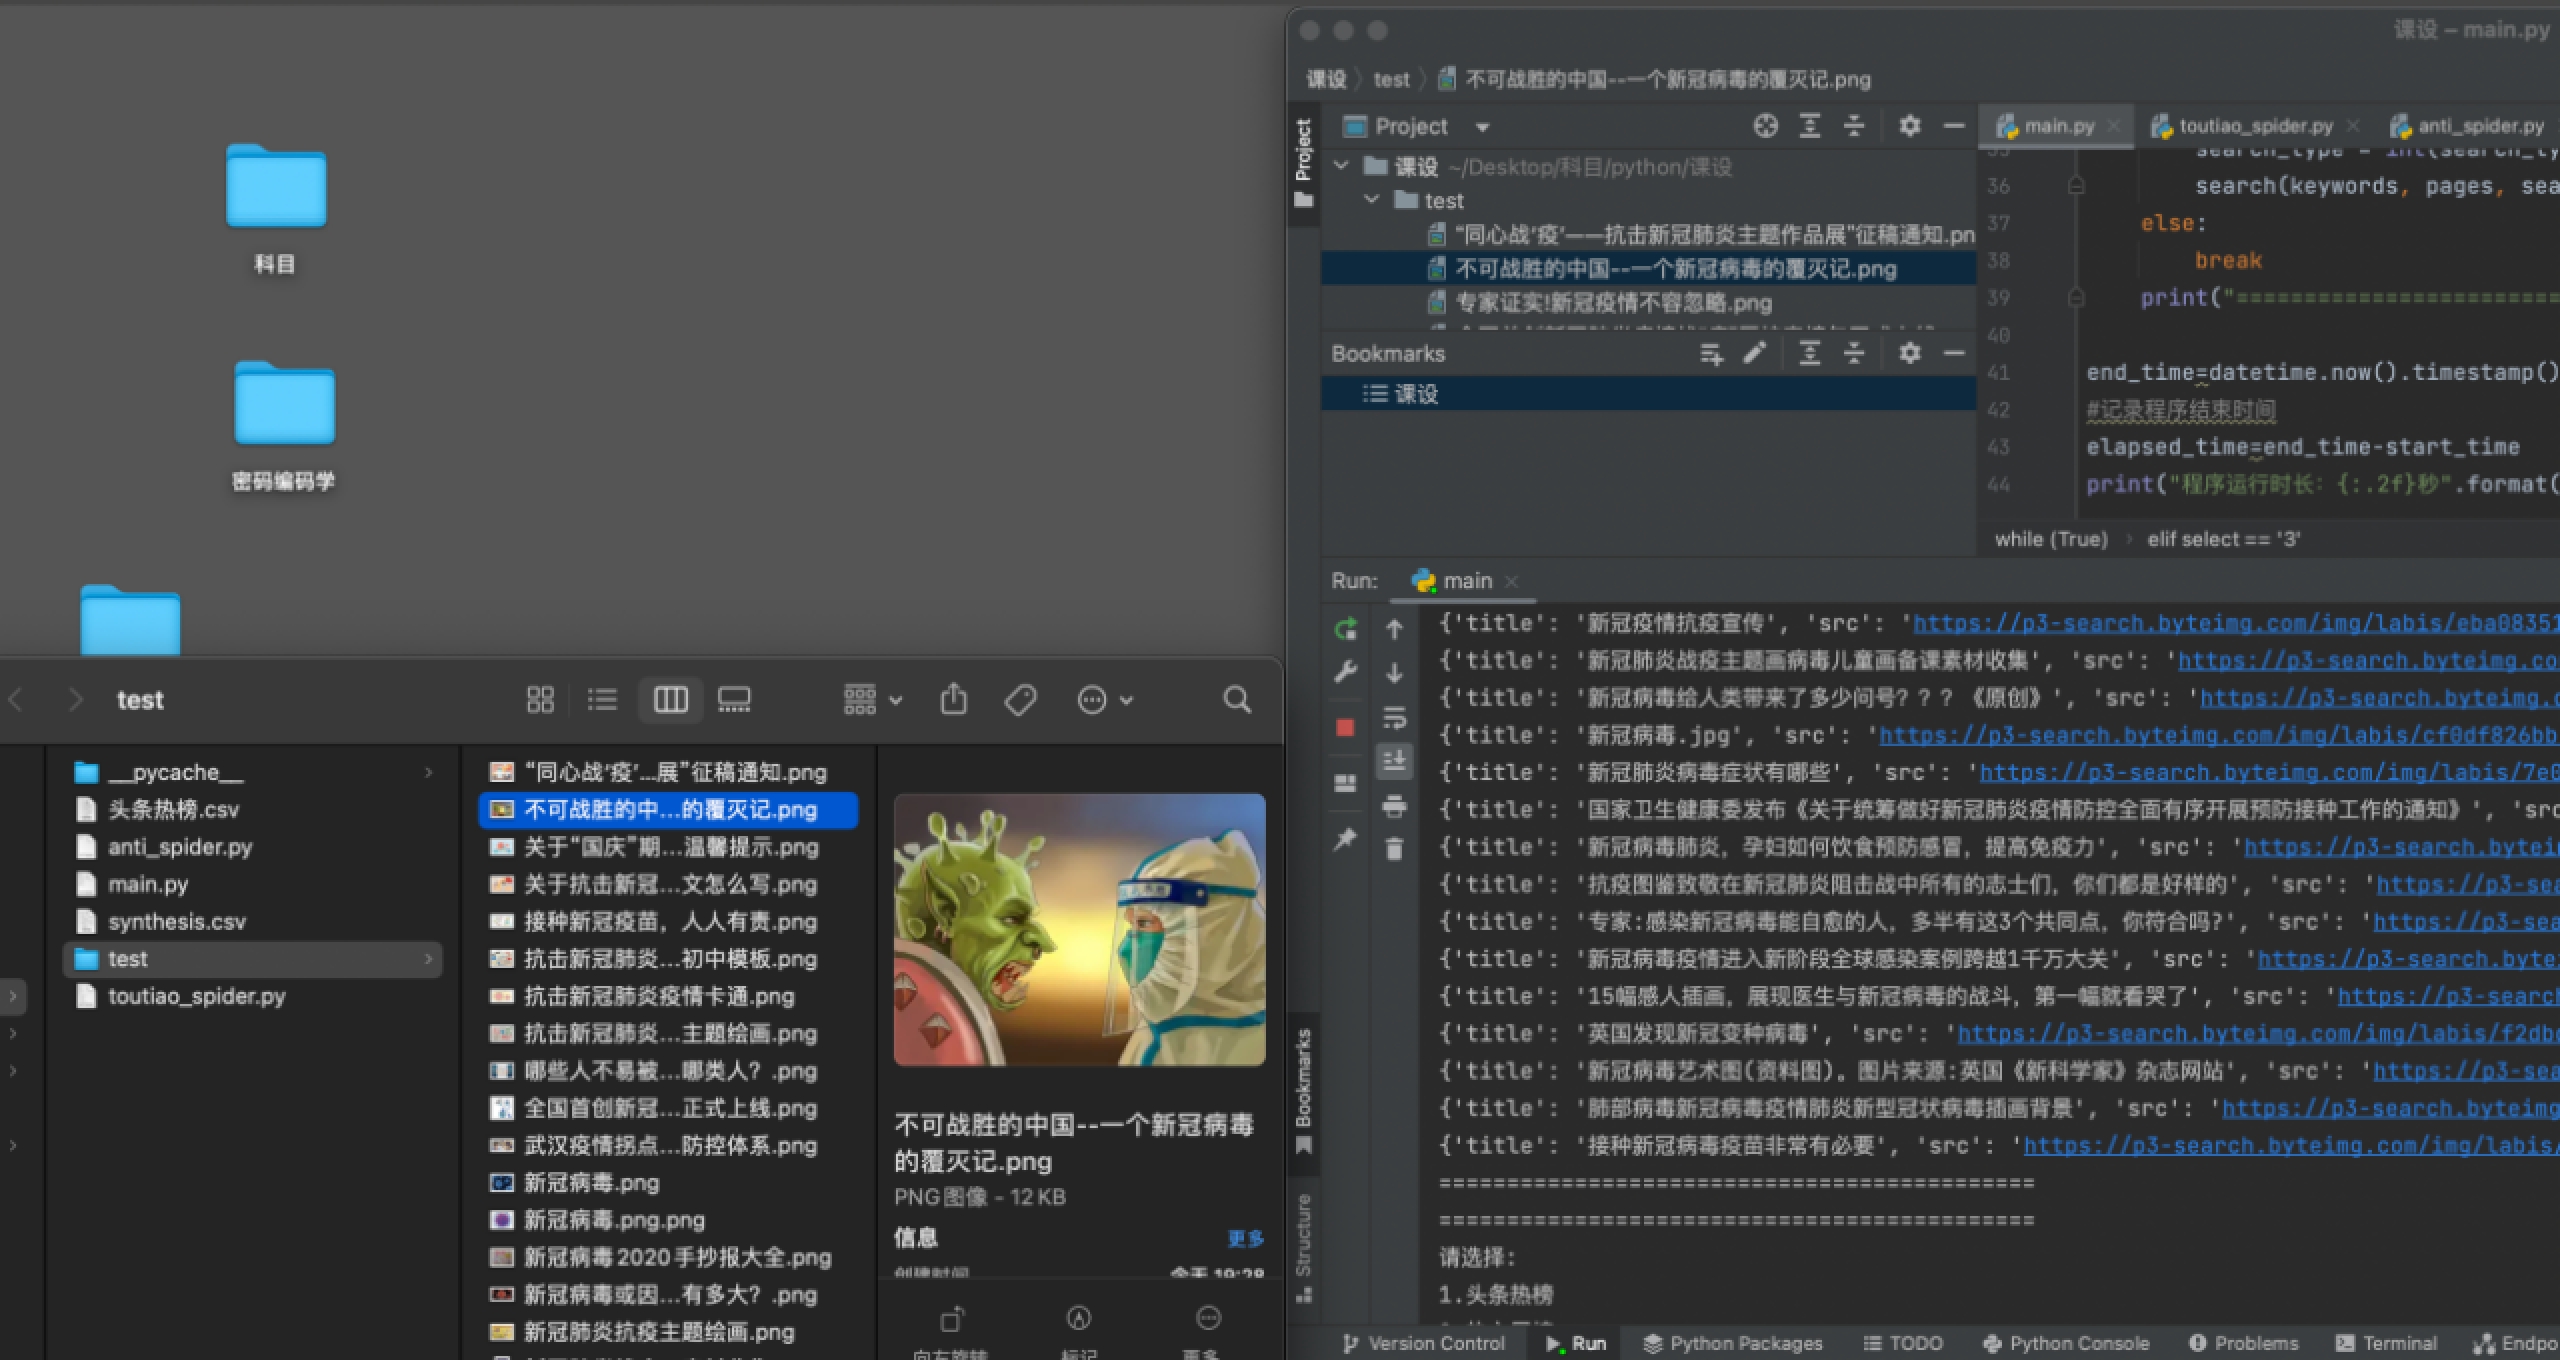 科目
密码编码学
test
__pycache__
头条热榜.csv
anti_spider.py
main.py
synthesis.csv
test
toutiao_spider.py
“同心战‘疫’...展”征稿通知.png
不可战胜的中...的覆灭记.png
关于“国庆”期...温馨提示.png
关于抗击新冠...文怎么写.png
接种新冠疫苗，人人有责.png
抗击新冠肺炎...初中模板.png
抗击新冠肺炎疫情卡通.png
抗击新冠肺炎...主题绘画.png
哪些人不易被...哪类人？.png
全国首创新冠...正式上线.png
武汉疫情拐点...防控体系.png
新冠病毒.png
新冠病毒.png.png
新冠病毒2020手抄报大全.png
新冠病毒或因...有多大？.png
新冠肺炎抗疫主题绘画.png
不可战胜的中国--一个新冠病毒
的覆灭记.png
PNG图像 - 12 KB
信息
更多
创建时间
今天 19:28
向左旋转
标记
更多
课设 – main.py
课设 test 不可战胜的中国--一个新冠病毒的覆灭记.png
Project
Project
main.py
toutiao_spider.py
anti_spider.py
课设 ~/Desktop/科目/python/课设
test
“同心战‘疫’——抗击新冠肺炎主题作品展”征稿通知.pn
不可战胜的中国--一个新冠病毒的覆灭记.png
专家证实!新冠疫情不容忽略.png
Bookmarks
课设
35 search_type = int(search_ty
36 search(keywords, pages, sea
37 else:
38 break
39 print("========================
40
41 end_time=datetime.now().timestamp()
42 #记录程序结束时间
43 elapsed_time=end_time-start_time
44 print("程序运行时长: {:.2f}秒".format(
while (True) elif select == '3'
Run: main
{'title': '新冠疫情抗疫宣传', 'src': 'https://p3-search.byteimg.com/img/labis/eba08351
{'title': '新冠肺炎战疫主题画病毒儿童画备课素材收集', 'src': 'https://p3-search.byteimg.co
{'title': '新冠病毒给人类带来了多少问号？？？《原创》', 'src': 'https://p3-search.byteimg.c
{'title': '新冠病毒.jpg', 'src': 'https://p3-search.byteimg.com/img/labis/cf0df826bb
{'title': '新冠肺炎病毒症状有哪些', 'src': 'https://p3-search.byteimg.com/img/labis/7e0
{'title': '国家卫生健康委发布《关于统筹做好新冠肺炎疫情防控全面有序开展预防接种工作的通知》', 'src
{'title': '新冠病毒肺炎，孕妇如何饮食预防感冒，提高免疫力', 'src': 'https://p3-search.bytei
{'title': '抗疫图鉴致敬在新冠肺炎阻击战中所有的志士们，你们都是好样的', 'src': 'https://p3-sea
{'title': '专家:感染新冠病毒能自愈的人，多半有这3个共同点，你符合吗?', 'src': 'https://p3-sea
{'title': '新冠病毒疫情进入新阶段全球感染案例跨越1千万大关', 'src': 'https://p3-search.byte
{'title': '15幅感人插画，展现医生与新冠病毒的战斗，第一幅就看哭了', 'src': 'https://p3-search
{'title': '英国发现新冠变种病毒', 'src': 'https://p3-search.byteimg.com/img/labis/f2db
{'title': '新冠病毒艺术图(资料图)。图片来源:英国《新科学家》杂志网站', 'src': 'https://p3-sea
{'title': '肺部病毒新冠病毒疫情肺炎新型冠状病毒插画背景', 'src': 'https://p3-search.byteimg
{'title': '接种新冠病毒疫苗非常有必要', 'src': 'https://p3-search.byteimg.com/img/labis/
============================================
============================================
请选择:
1.头条热榜
Bookmarks
Structure
Version Control
Run
Python Packages
TODO
Python Console
Problems
Terminal
Endpo